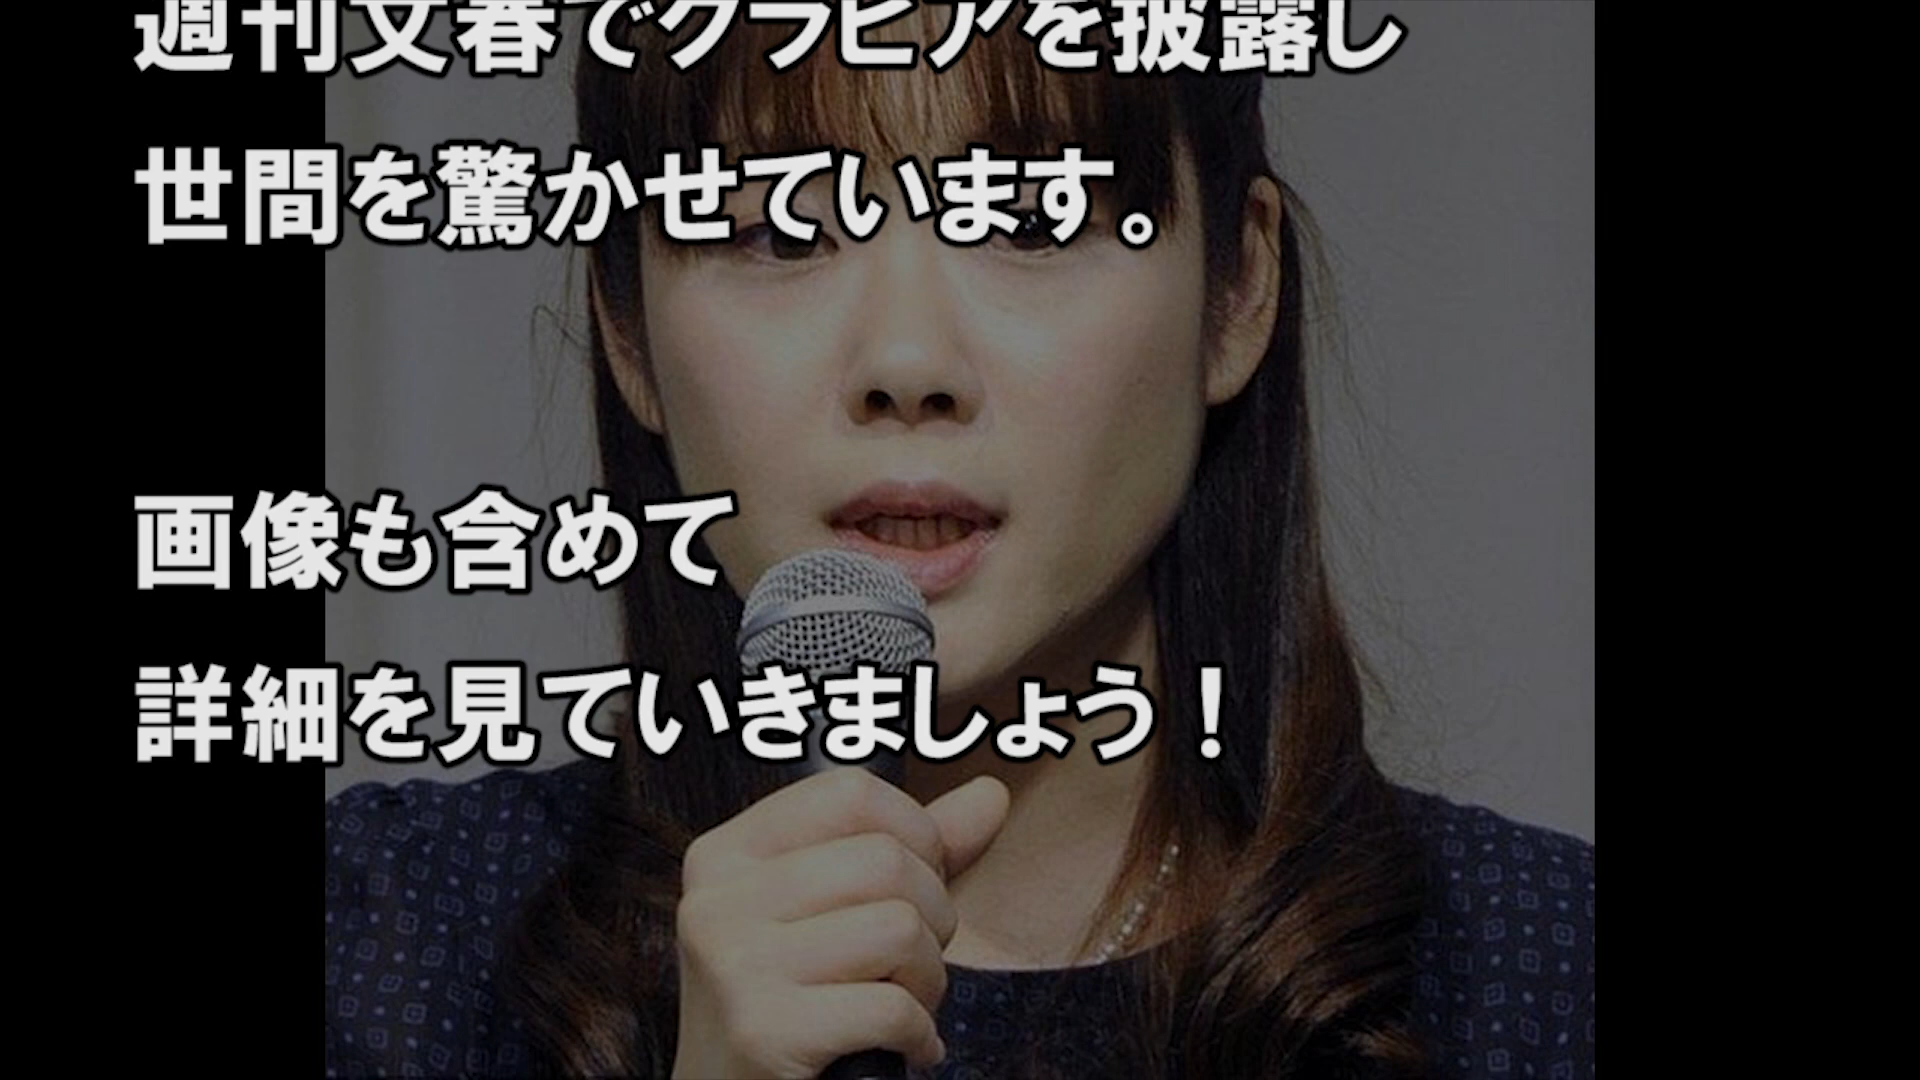 週刊文春でグラビアを披露し
世間を驚かせています。
画像も含めて
詳細を見ていきましょう！